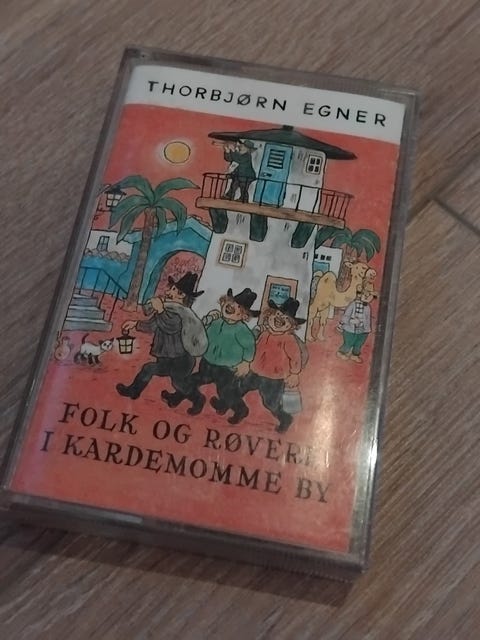 THORBJØRN EGNER
FOLK OG RØVERE
I KARDEMOMME BY